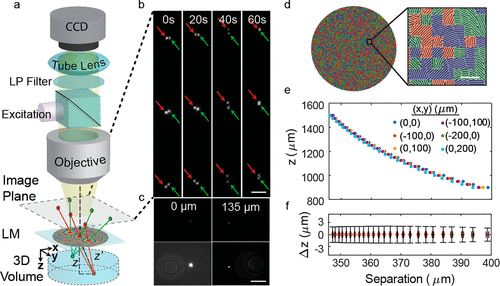 a
CCD
Tube Lens
LP Filter
Excitation
Objective
Image
Plane
LM
x
y
z
z
z'
3D
Volume
b
0s 20s 40s 60s
c
0 μm 135 μm
d
e
z (μm)
1600
1400
1200
1000
800
(x,y) (μm)
(0,0) (-100,100)
(-100,0) (-200,0)
(0,100) (0,200)
f
Δz (μm)
3
0
-3
350 360 370 380 390 400
Separation (μm)